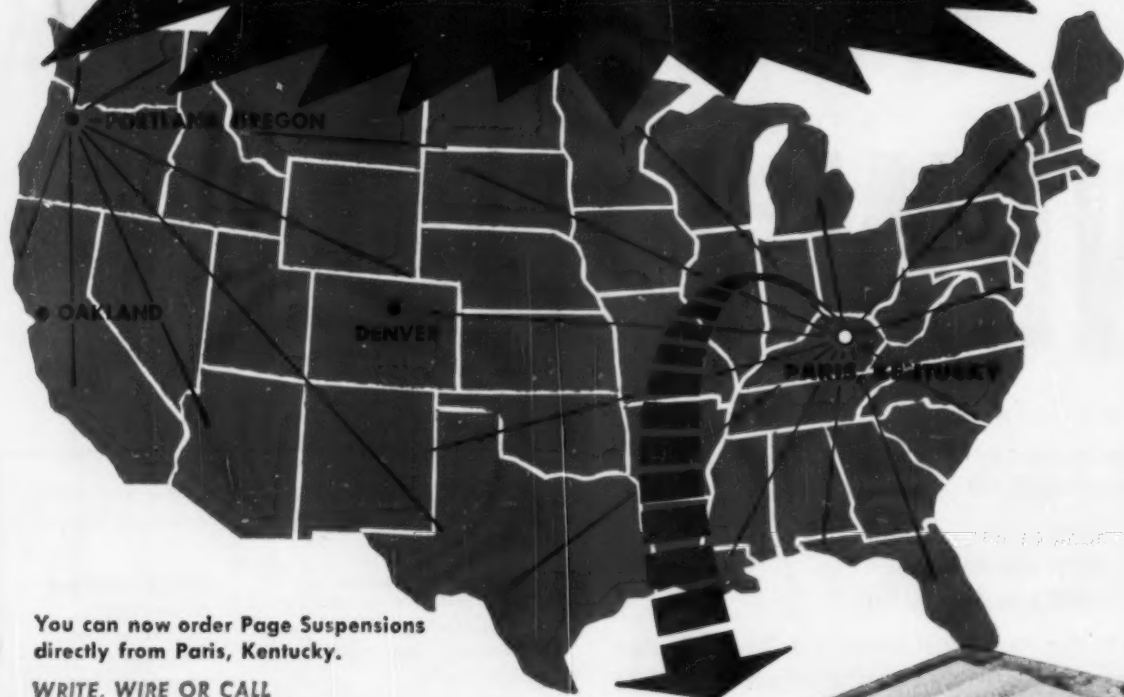 PORTLAND, OREGON
OAKLAND
DENVER
PARIS, KENTUCKY
You can now order Page Suspensions
directly from Paris, Kentucky.
WRITE, WIRE OR CALL